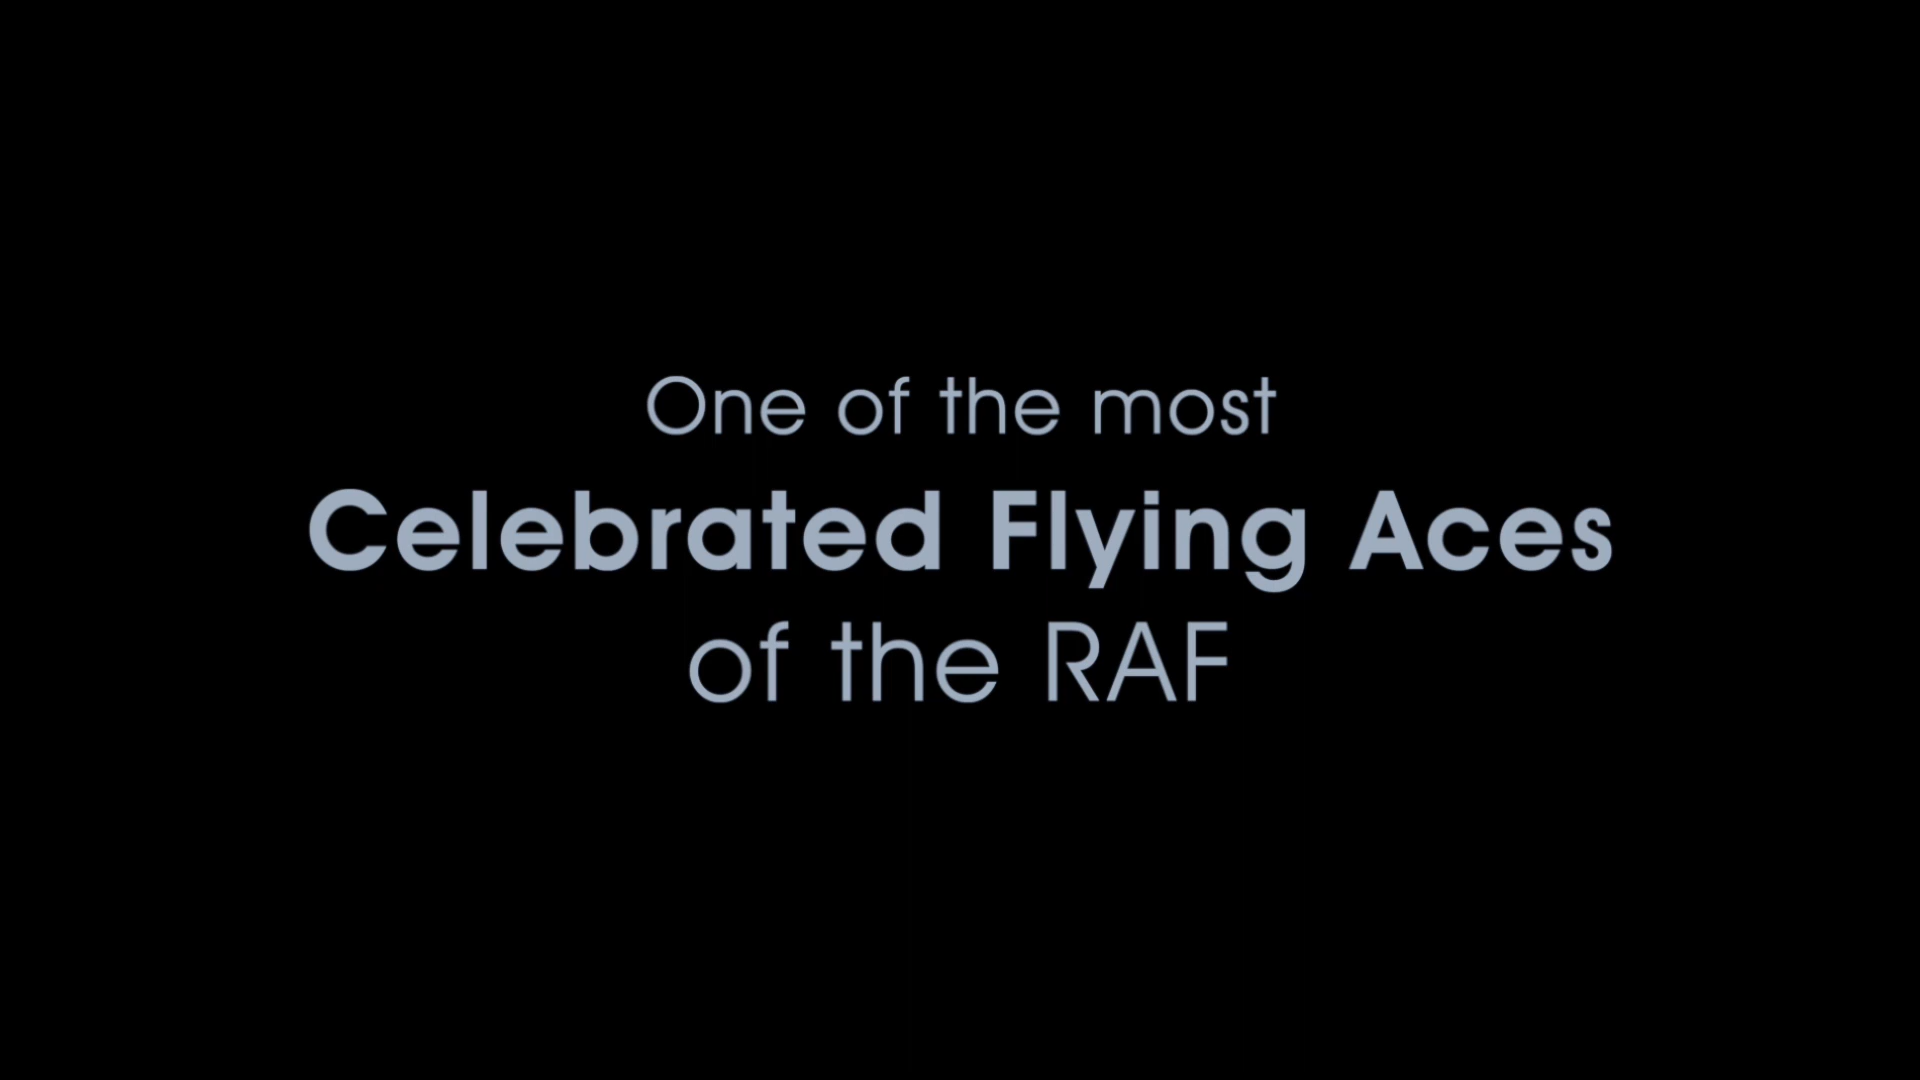 One of the most
Celebrated Flying Aces
of the RAF